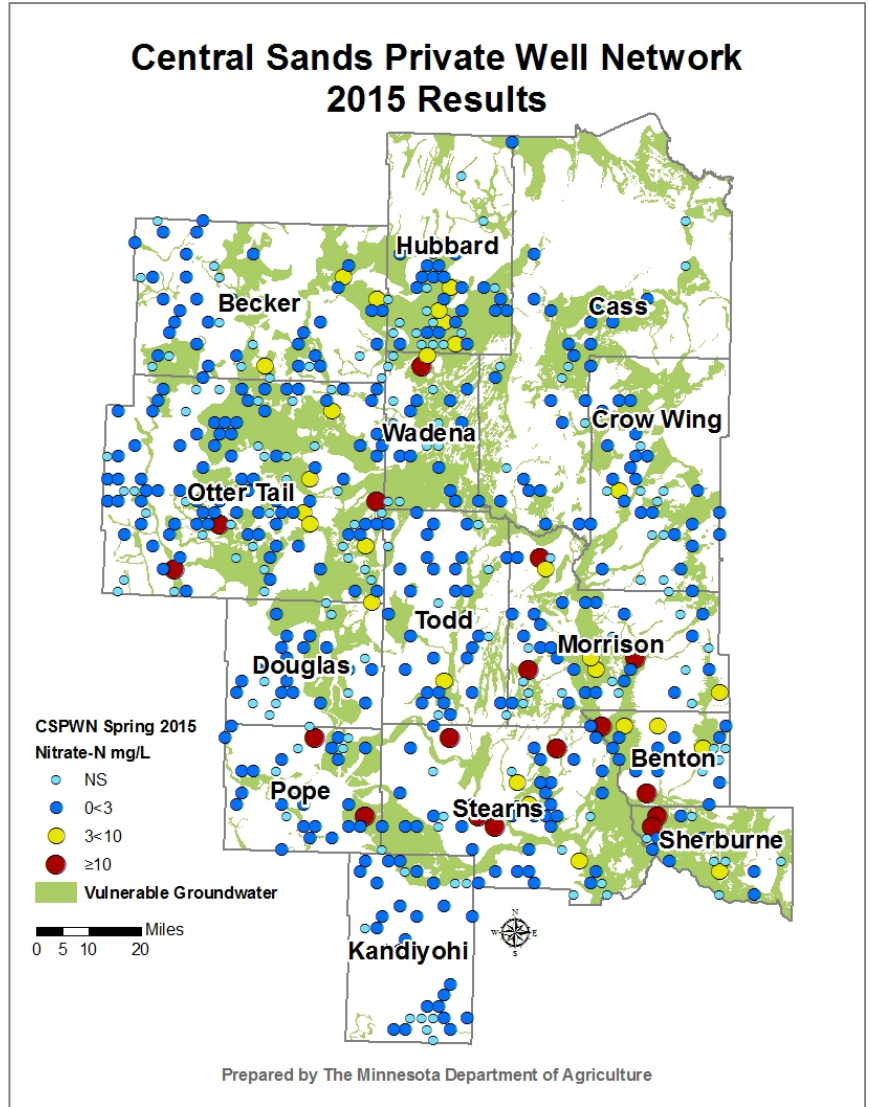 Central Sands Private Well Network
2015 Results
Hubbard
Becker
Cass
Crow Wing
Wadena
Otter Tail
Todd
Morrison
Douglas
CSPWN Spring 2015
Nitrate-N mg/L
NS
0<3
3<10
≥10
Vulnerable Groundwater
Miles
0 5 10 20
Benton
Pope
Stearns
Sherburne
N
W E
S
Kandiyohi
Prepared by The Minnesota Department of Agriculture